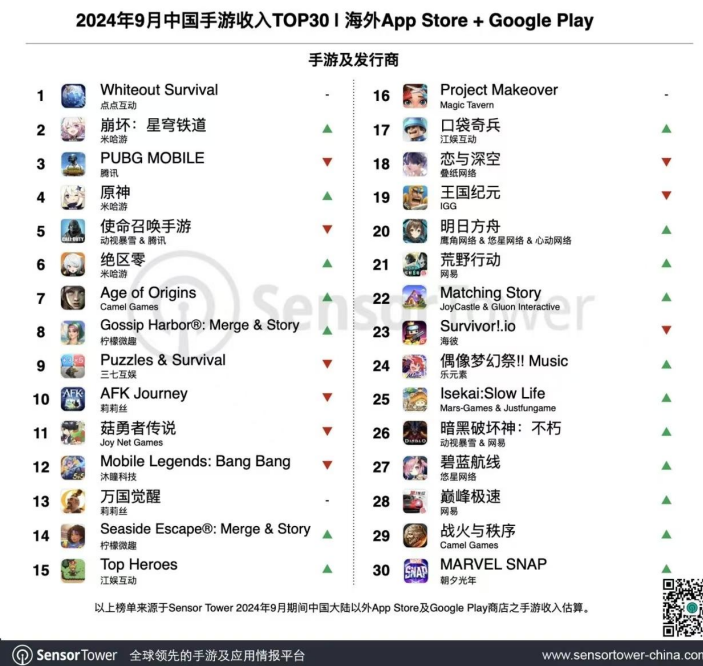 2024年9月中国手游收入TOP30 | 海外App Store + Google Play
手游及发行商
1 Whiteout Survival -
点点互动
2 崩坏：星穹铁道 ▲
米哈游
3 PUBG MOBILE ▼
腾讯
4 原神 ▲
米哈游
5 使命召唤手游 ▼
动视暴雪 & 腾讯
6 绝区零 ▲
米哈游
7 Age of Origins ▲
Camel Games
8 Gossip Harbor®: Merge & Story ▲
柠檬微趣
9 Puzzles & Survival ▼
三七互娱
10 AFK Journey ▼
莉莉丝
11 菇勇者传说 ▼
Joy Net Games
12 Mobile Legends: Bang Bang ▼
沐瞳科技
13 万国觉醒 -
莉莉丝
14 Seaside Escape®: Merge & Story ▲
柠檬微趣
15 Top Heroes ▲
江娱互动
16 Project Makeover -
Magic Tavern
17 口袋奇兵 ▲
江娱互动
18 恋与深空 ▼
叠纸网络
19 王国纪元 ▼
IGG
20 明日方舟 ▲
鹰角网络 & 悠星网络 & 心动网络
21 荒野行动 ▲
网易
22 Matching Story ▲
JoyCastle & Gluon Interactive
23 Survivor!.io ▼
海彼
24 偶像梦幻祭!! Music ▲
乐元素
25 Isekai:Slow Life ▲
Mars-Games & Justfungame
26 暗黑破坏神：不朽 ▲
动视暴雪 & 网易
27 碧蓝航线 ▲
悠星网络
28 巅峰极速 ▲
网易
29 战火与秩序 ▲
Camel Games
30 MARVEL SNAP ▲
朝夕光年
SensorTower
以上榜单来源于Sensor Tower 2024年9月期间中国大陆以外App Store及Google Play商店之手游收入估算。
SensorTower 全球领先的手游及应用情报平台
www.sensortower-china.com